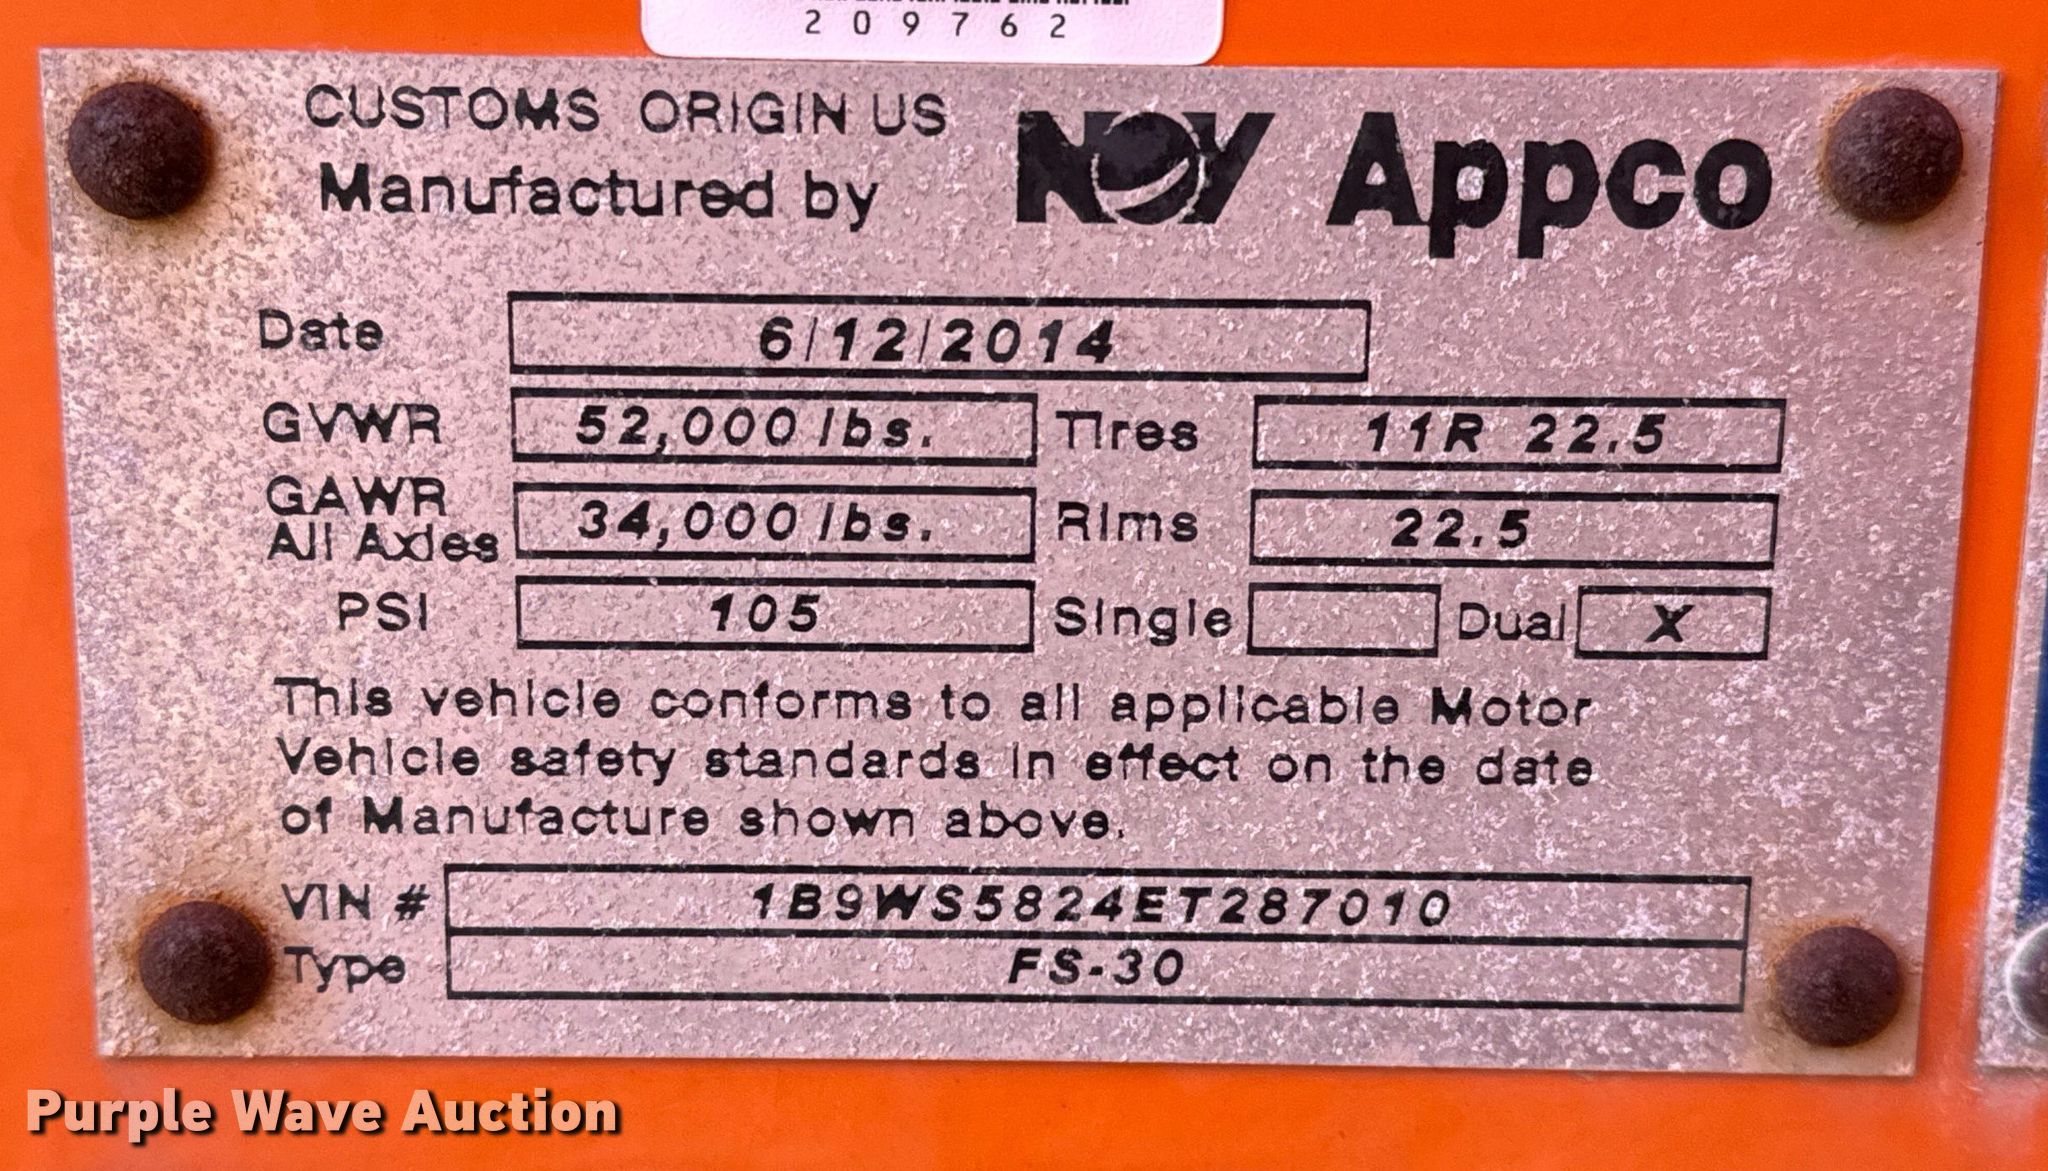 209762
CUSTOMS ORIGIN US
Manufactured by NOV Appco
Date 6/12/2014
GVWR 52,000 lbs. Tires 11R 22.5
GAWR All Axles 34,000 lbs. Rims 22.5
PSI 105 Single Dual X
This vehicle conforms to all applicable Motor
Vehicle safety standards in effect on the date
of Manufacture shown above.
VIN # 1B9WS5824ET287010
Type FS-30
Purple Wave Auction